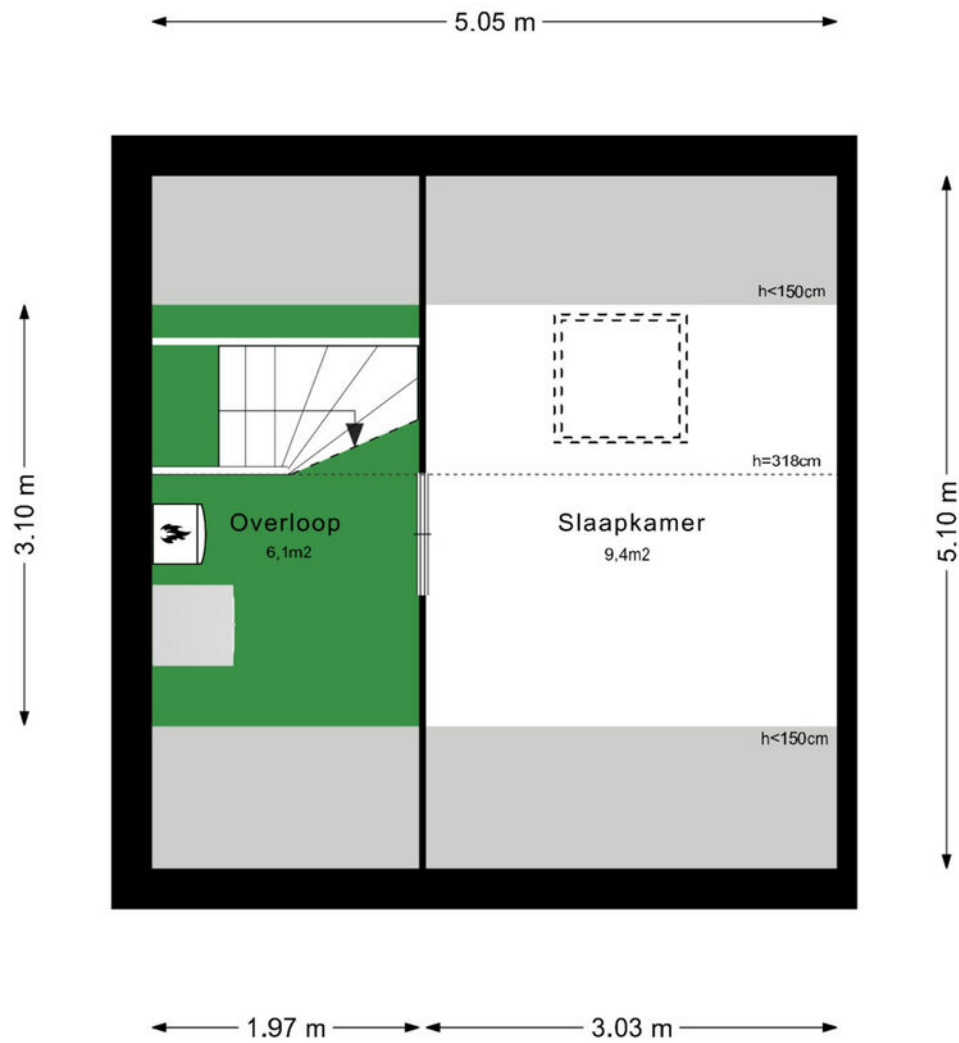 5.05 m
h<150cm
h=318cm
3.10 m
Overloop
6,1m2
Slaapkamer
9,4m2
5.10 m
h<150cm
1.97 m
3.03 m